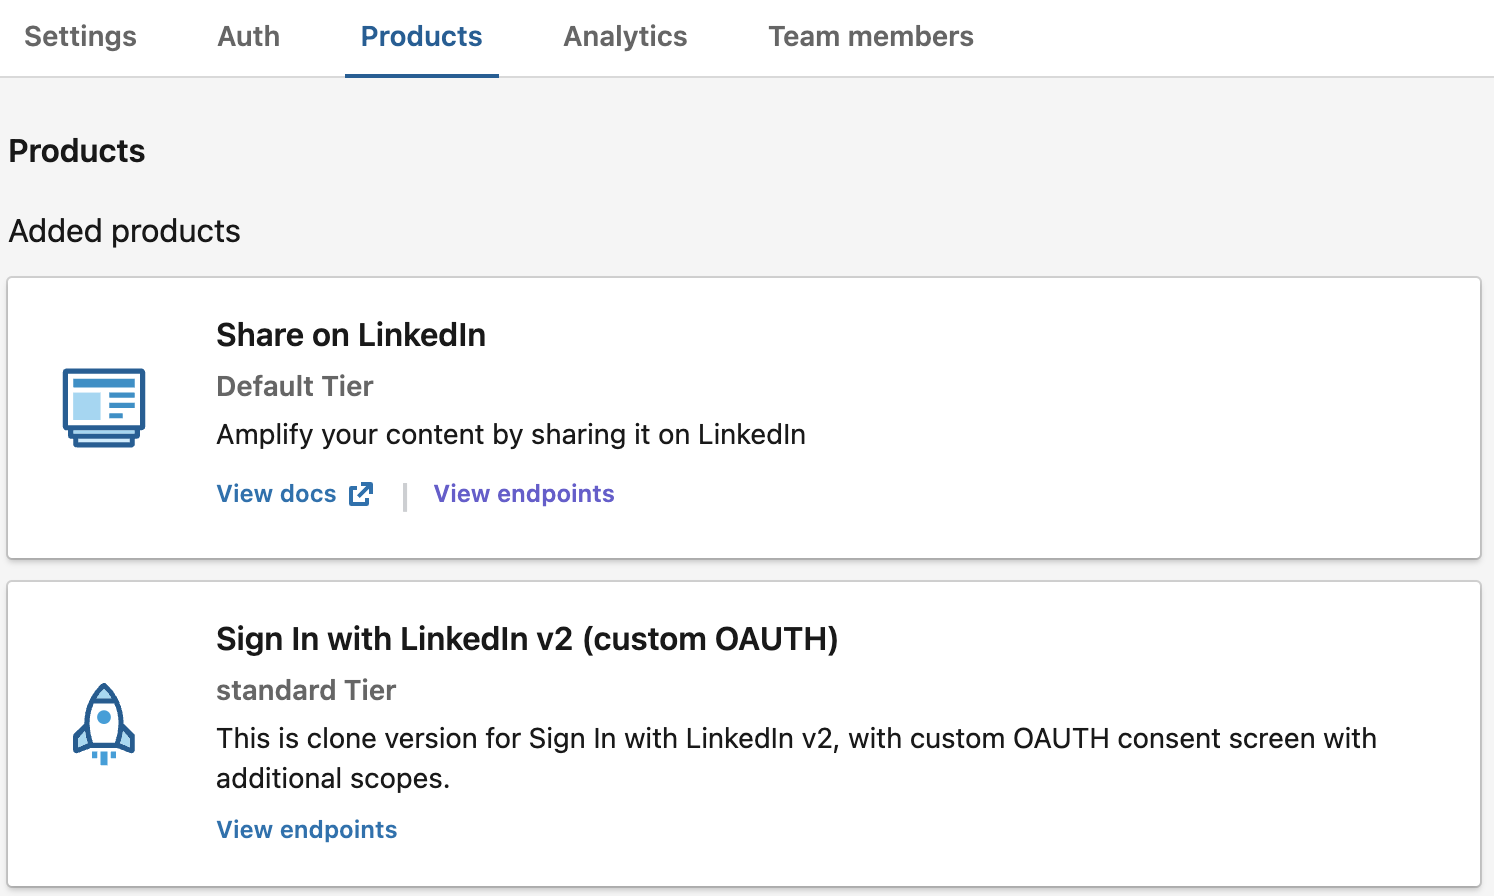 Settings Auth Products Analytics Team members
Products
Added products
Share on LinkedIn
Default Tier
Amplify your content by sharing it on LinkedIn
View docs | View endpoints
Sign In with LinkedIn v2 (custom OAUTH)
standard Tier
This is clone version for Sign In with LinkedIn v2, with custom OAUTH consent screen with
additional scopes.
View endpoints